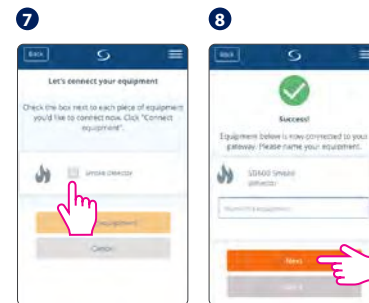 7
8
Back
Back
Let's connect your equipment
Check the box next to each piece of equipment
you'd like to connect now. Click "Connect
equipment".
Smoke Detector
equipment
Cancel
Success!
Equipment below is now connected to your
gateway. Please name your equipment.
SD600 Smoke
Detector
Next